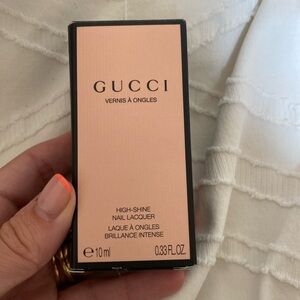 GUCCI
VERNIS À ONGLES
HIGH-SHINE
NAIL LACQUER
LAQUE À ONGLES
BRILLANCE INTENSE
℮ 10 ml 0.33 FL.OZ.